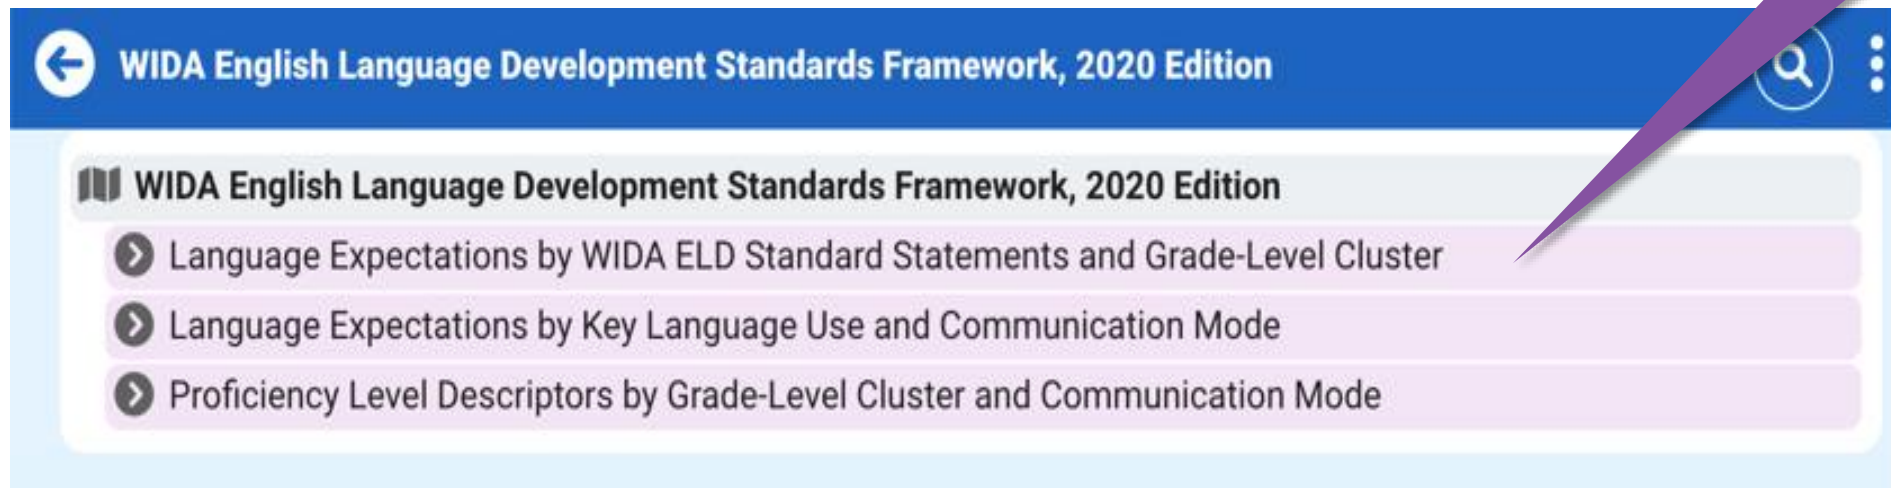 WIDA English Language Development Standards Framework, 2020 Edition
WIDA English Language Development Standards Framework, 2020 Edition
Language Expectations by WIDA ELD Standard Statements and Grade-Level Cluster
Language Expectations by Key Language Use and Communication Mode
Proficiency Level Descriptors by Grade-Level Cluster and Communication Mode